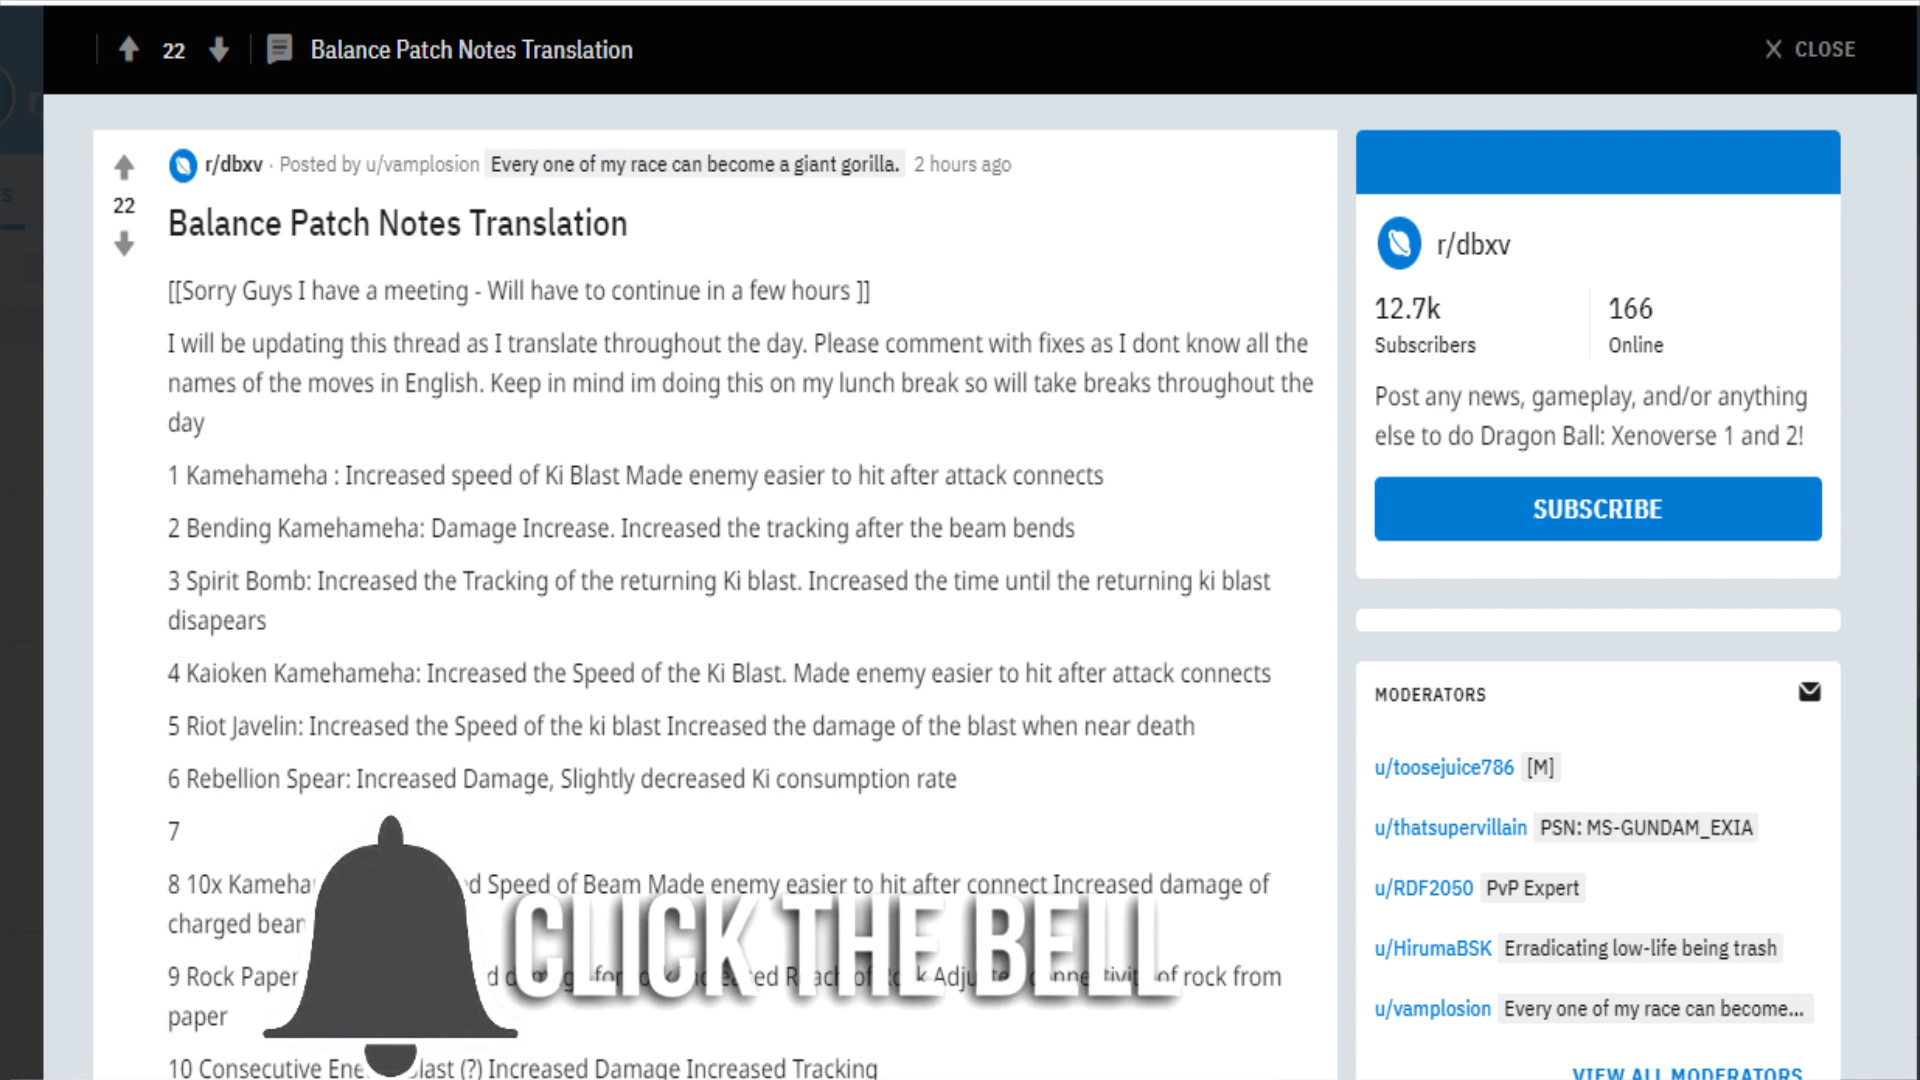 22 Balance Patch Notes Translation
CLOSE
r/dbxv · Posted by u/vamplosion Every one of my race can become a giant gorilla. 2 hours ago
22
Balance Patch Notes Translation
[[Sorry Guys I have a meeting - Will have to continue in a few hours ]]
I will be updating this thread as I translate throughout the day. Please comment with fixes as I dont know all the
names of the moves in English. Keep in mind im doing this on my lunch break so will take breaks throughout the
day
1 Kamehameha : Increased speed of Ki Blast Made enemy easier to hit after attack connects
2 Bending Kamehameha: Damage Increase. Increased the tracking after the beam bends
3 Spirit Bomb: Increased the Tracking of the returning Ki blast. Increased the time until the returning ki blast
disapears
4 Kaioken Kamehameha: Increased the Speed of the Ki Blast. Made enemy easier to hit after attack connects
5 Riot Javelin: Increased the Speed of the ki blast Increased the damage of the blast when near death
6 Rebellion Spear: Increased Damage, Slightly decreased Ki consumption rate
7
8 10x Speed of Beam Made enemy easier to hit after connect Increased damage of
charged
9 Rock Paper for of rock from
paper
10 Consecutive (?) Increased Damage Increased Tracking
CLICK THE BELL
r/dbxv
12.7k 166
Subscribers Online
Post any news, gameplay, and/or anything
else to do Dragon Ball: Xenoverse 1 and 2!
SUBSCRIBE
MODERATORS
u/toosejuice786 [M]
u/thatsupervillain PSN: MS-GUNDAM_EXIA
u/RDF2050 PvP Expert
u/HirumaBSK Erradicating low-life being trash
u/vamplosion Every one of my race can become...
VIEW ALL MODERATORS